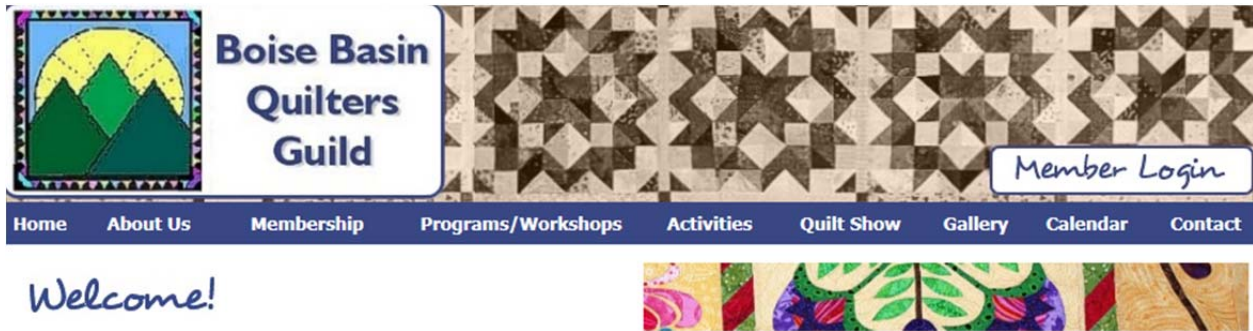 Boise Basin
Quilters
Guild
Member Login
Home About Us Membership Programs/Workshops Activities Quilt Show Gallery Calendar Contact
Welcome!